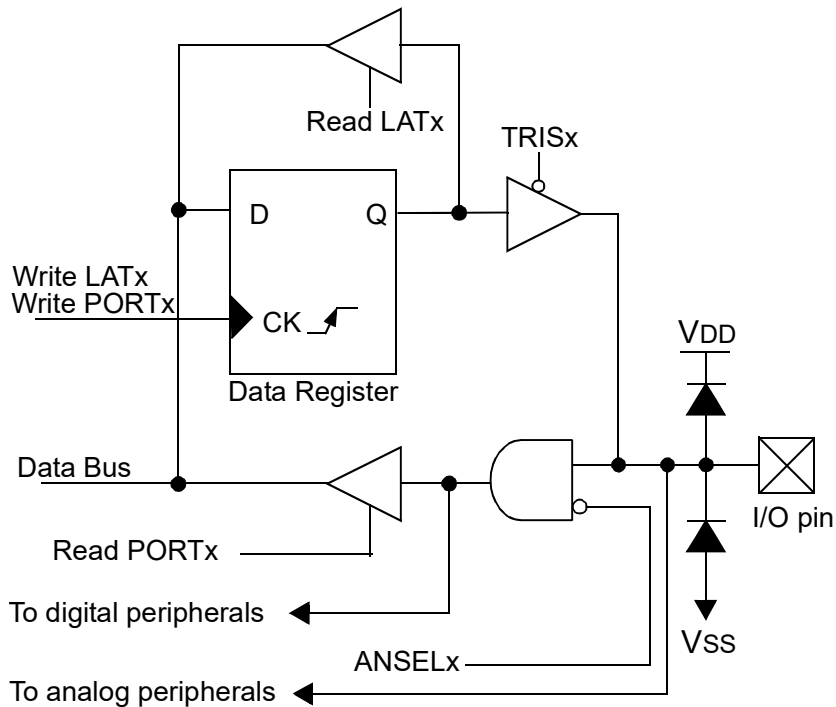 Read LATx
TRISx
D
Q
Write LATx
Write PORTx
CK
VDD
Data Register
Data Bus
I/O pin
Read PORTx
To digital peripherals
VSS
ANSELx
To analog peripherals